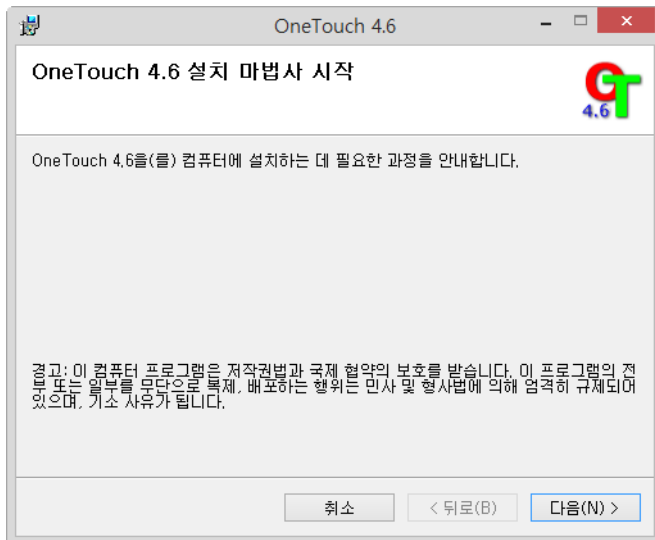 OneTouch 4.6
OneTouch 4.6 설치 마법사 시작
4.6
OneTouch 4.6을(를) 컴퓨터에 설치하는 데 필요한 과정을 안내합니다.
경고: 이 컴퓨터 프로그램은 저작권법과 국제 협약의 보호를 받습니다. 이 프로그램의 전
부 또는 일부를 무단으로 복제, 배포하는 행위는 민사 및 형사법에 의해 엄격히 규제되어
있으며, 기소 사유가 됩니다.
취소 < 뒤로(B) 다음(N) >